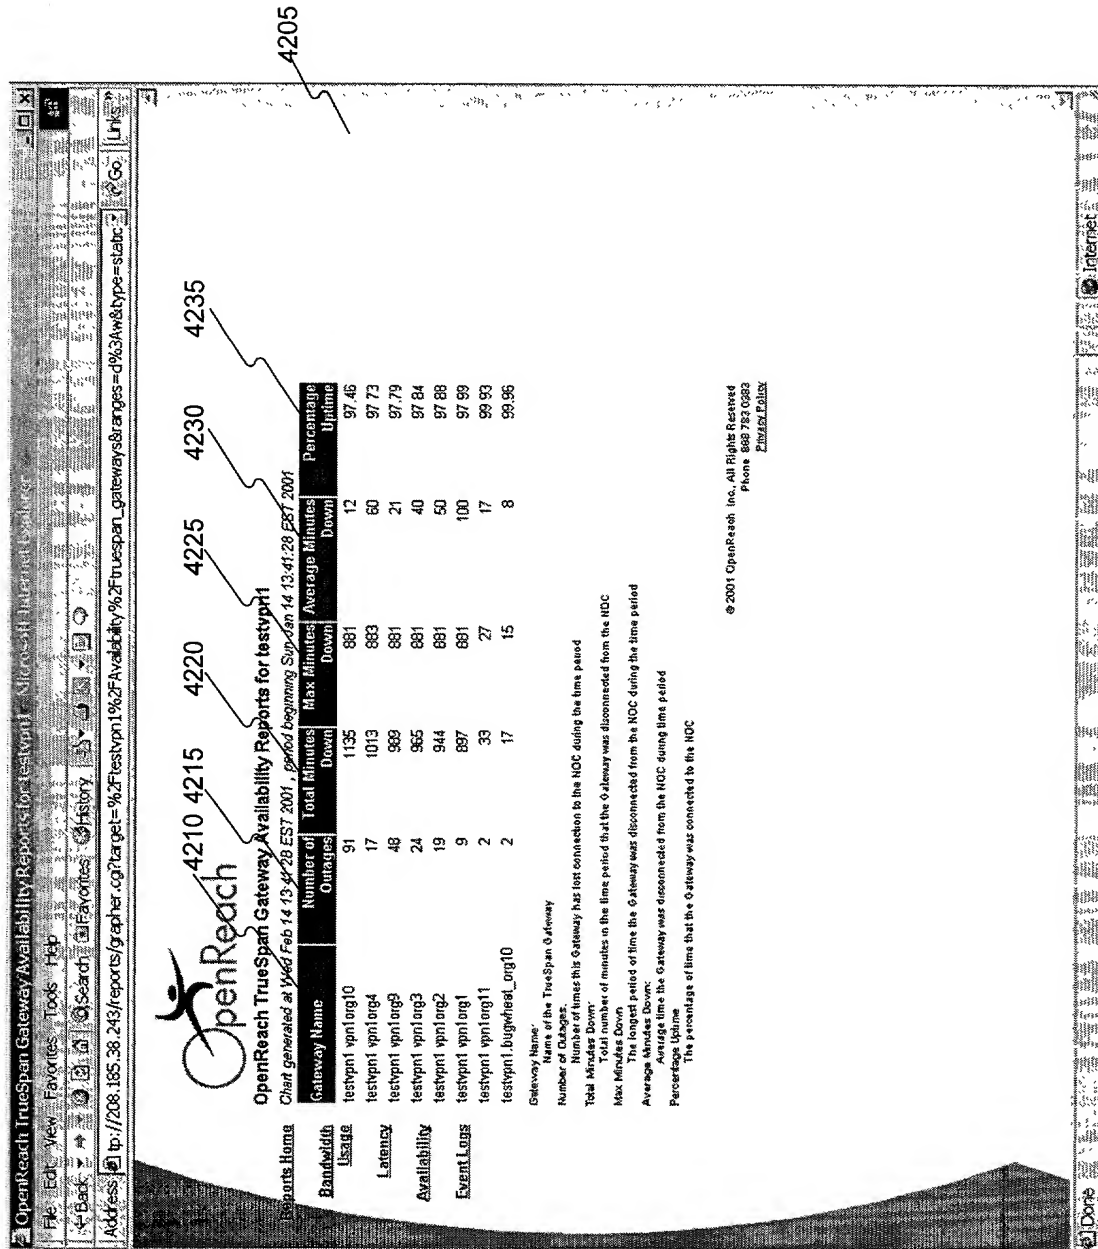 OpenReach TrueSpan Gateway Availability Reports for testvpn1 - Microsoft Internet Explorer
File Edit View Favorites Tools Help
Back Search Favorites History
Address tp://208.185.38.243/reports/grapher.cgi?target=%2Ftestvpn1%2FAvailability%2Ftruespan_gateways&ranges=d%3Aw&type=static Go Links »
4205
4210 4215 4220 4225 4230 4235
OpenReach
OpenReach TrueSpan Gateway Availability Reports for testvpn1
Chart generated at Wed Feb 14 13:41:28 EST 2001, period beginning Sun Jan 14 13:41:28 EST 2001
Reports Home
Bandwidth Usage
Latency
Availability
Event Logs
Gateway Name Number of Outages Total Minutes Down Max Minutes Down Average Minutes Down Percentage Uptime
testvpn1 vpn1org10 91 1135 881 12 97.46
testvpn1 vpn1org4 17 1013 883 60 97 73
testvpn1 vpn1org9 48 989 881 21 97.79
testvpn1 vpn1org3 24 965 881 40 97 84
testvpn1 vpn1org2 19 944 881 50 97 88
testvpn1 vpn1org1 9 897 881 100 97 99
testvpn1 vpn1org11 2 33 27 17 99 93
testvpn1.bugwheat_org10 2 17 15 8 99.96
Gateway Name:
Name of the TrueSpan Gateway
Number of Outages.
Number of times this Gateway has lost connection to the NOC during the time period
Total Minutes Down:
Total number of minutes in the time period that the Gateway was disconnected from the NOC
Max Minutes Down
The longest period of time the Gateway was disconnected from the NOC during the time period
Average Minutes Down:
Average time the Gateway was disconnected from the NOC during time period
Percentage Uptime
The percentage of time that the Gateway was connected to the NOC
© 2001 OpenReach Inc., All Rights Reserved
Phone 888 783 0383
Privacy Policy
Done Internet